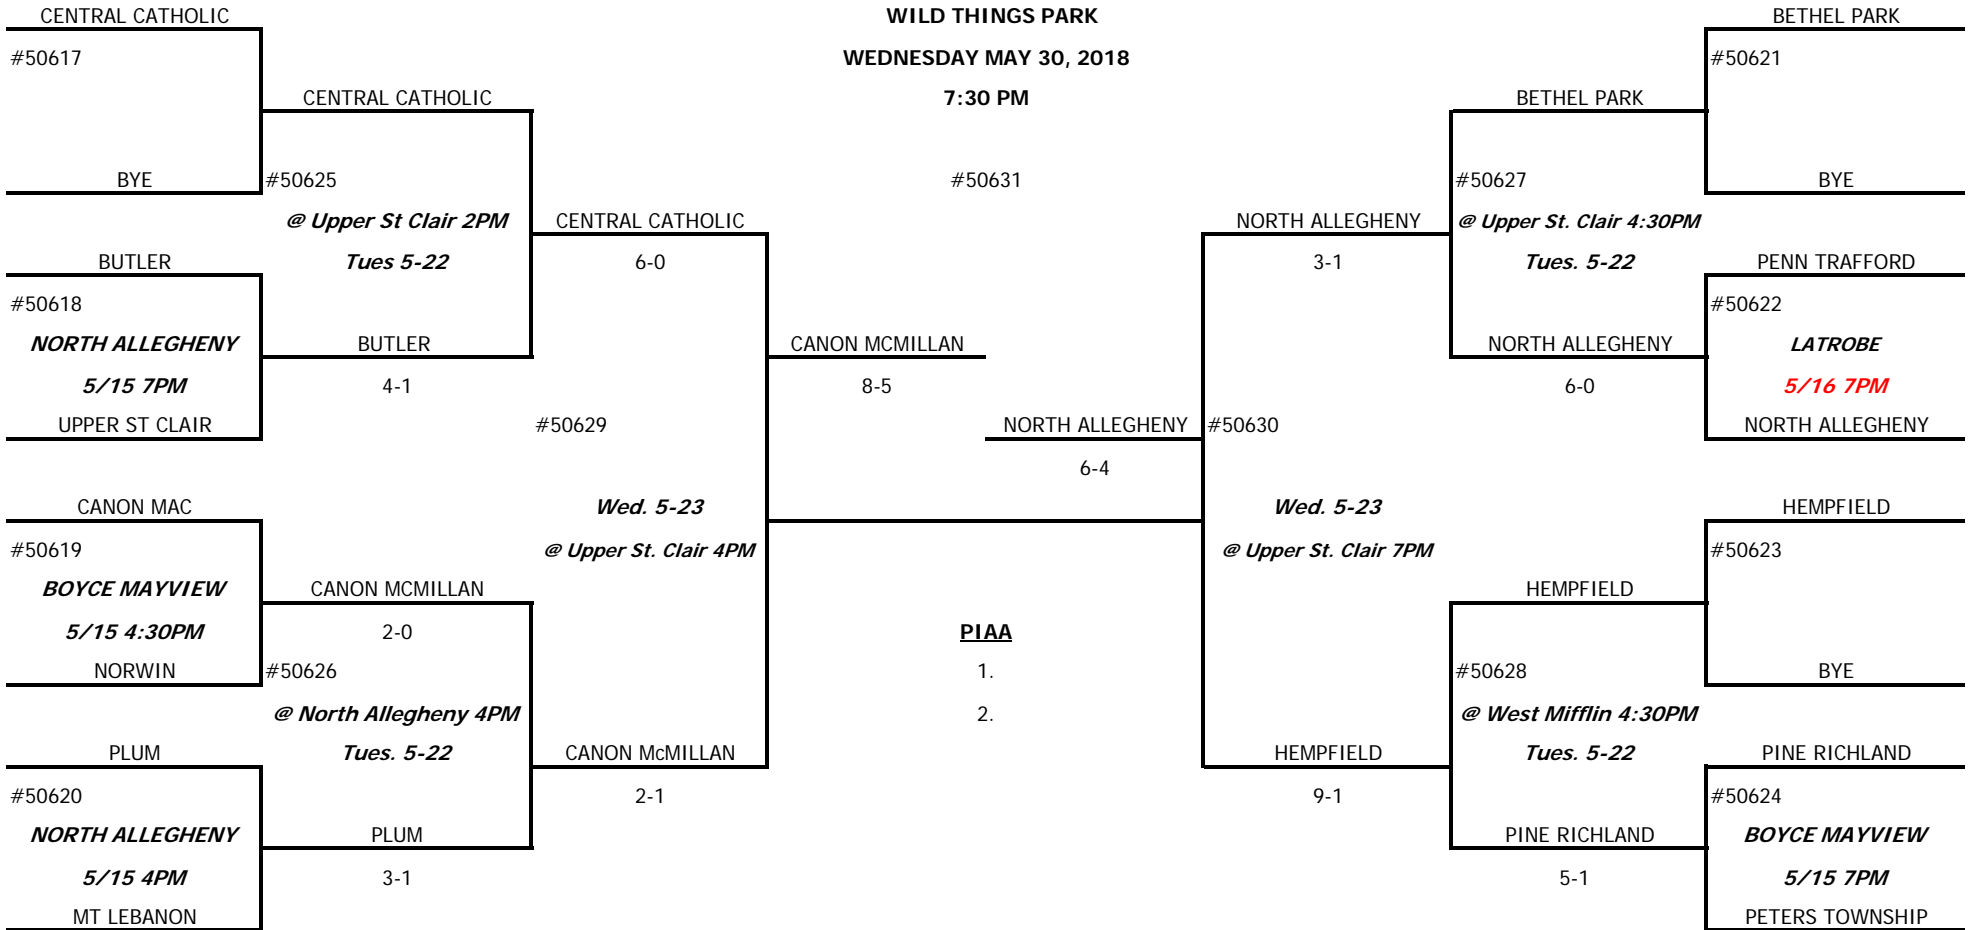 CENTRAL CATHOLIC
#50617
CENTRAL CATHOLIC
BYE
#50625
@ Upper St Clair 2PM
Tues 5-22
CENTRAL CATHOLIC
6-0
BUTLER
#50618
NORTH ALLEGHENY
5/15 7PM
BUTLER
4-1
UPPER ST CLAIR
#50629
CANON MCMILLAN
8-5
Wed. 5-23
@ Upper St. Clair 4PM
CANON MAC
#50619
BOYCE MAYVIEW
5/15 4:30PM
CANON MCMILLAN
2-0
NORWIN
#50626
@ North Allegheny 4PM
Tues. 5-22
CANON McMILLAN
2-1
PLUM
#50620
NORTH ALLEGHENY
5/15 4PM
PLUM
3-1
MT LEBANON
WILD THINGS PARK
WEDNESDAY MAY 30, 2018
7:30 PM
#50631
NORTH ALLEGHENY
6-4
PIAA
1.
2.
BETHEL PARK
#50621
BETHEL PARK
BYE
#50627
@ Upper St. Clair 4:30PM
Tues. 5-22
NORTH ALLEGHENY
3-1
PENN TRAFFORD
#50622
LATROBE
5/16 7PM
NORTH ALLEGHENY
6-0
NORTH ALLEGHENY
#50630
Wed. 5-23
@ Upper St. Clair 7PM
HEMPFIELD
#50623
HEMPFIELD
BYE
#50628
@ West Mifflin 4:30PM
Tues. 5-22
HEMPFIELD
9-1
PINE RICHLAND
#50624
BOYCE MAYVIEW
5/15 7PM
PINE RICHLAND
5-1
PETERS TOWNSHIP